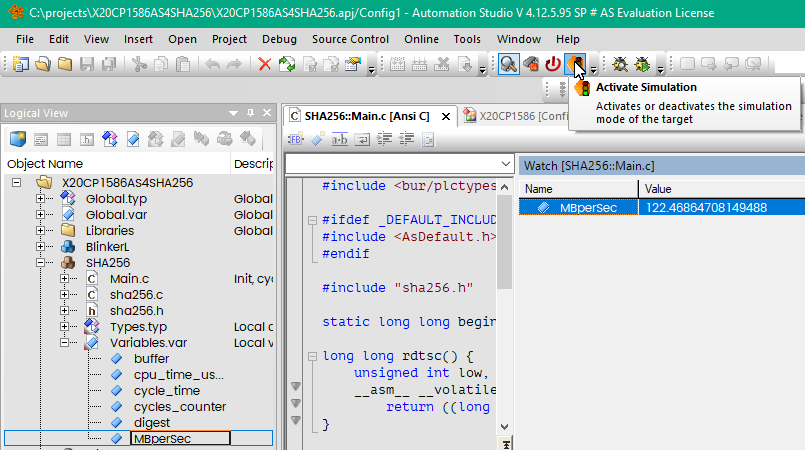 C:\projects\X20CP1586AS4SHA256\X20CP1586AS4SHA256.apj/Config1 - Automation Studio V 4.12.5.95 SP # AS Evaluation License
File Edit View Insert Open Project Debug Source Control Online Tools Window Help
Activate Simulation
Activates or deactivates the simulation
mode of the target
Logical View
Object Name Descrip
X20CP1586AS4SHA256
Global.typ Global
Global.var Global
Libraries Global
BlinkerL
SHA256
Main.c Init, cyc
sha256.c
sha256.h
Types.typ Local d
Variables.var Local v
buffer
cpu_time_us...
cycle_time
cycles_counter
digest
MBperSec
SHA256::Main.c [Ansi C]
X20CP1586 [Config
#include <bur/plctypes
#ifdef _DEFAULT_INCLUD
#include <AsDefault.h>
#endif
#include "sha256.h"
static long long begin
long long rdtsc() {
unsigned int low,
__asm__ __volatile
return ((long
}
Watch [SHA256::Main.c]
Name Value
MBperSec 122.46864708149488